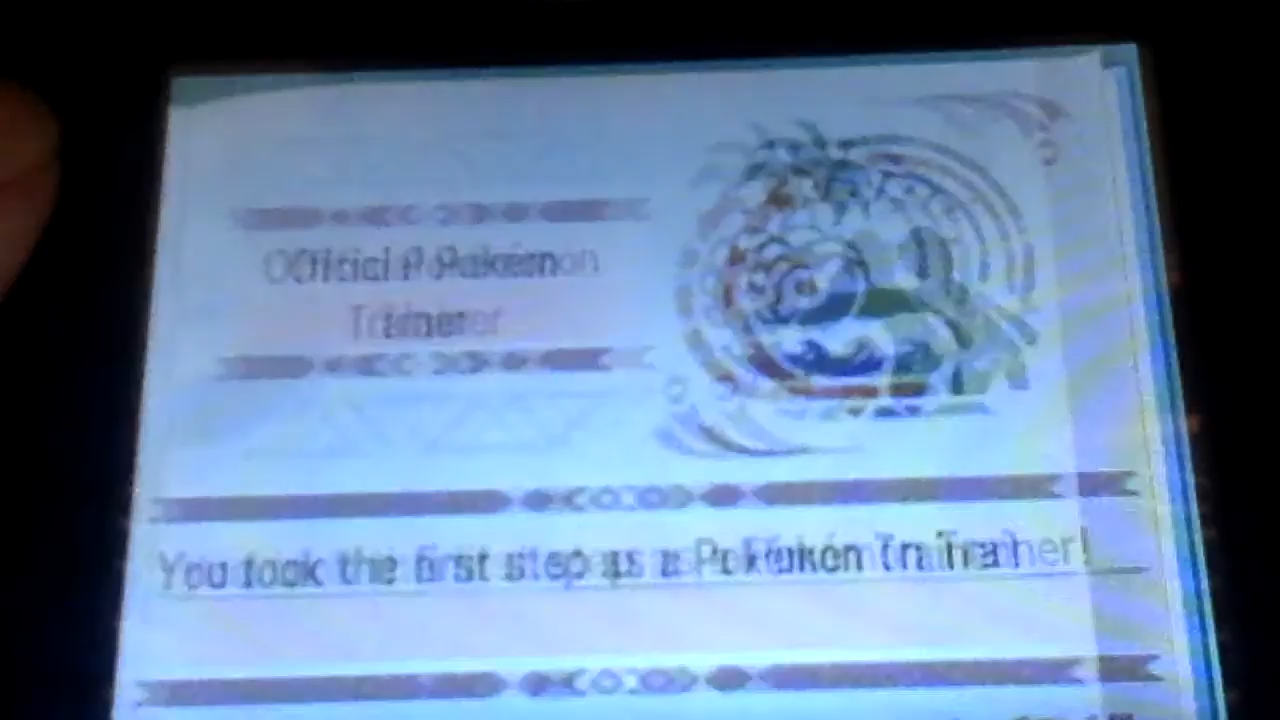 Official Pokémon
Trainer
You took the first step as a Pokémon Trainer!